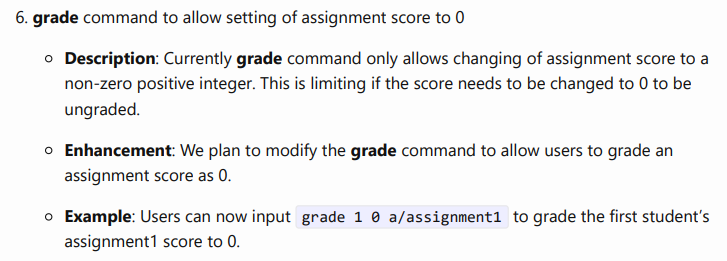 6. grade command to allow setting of assignment score to 0
Description: Currently grade command only allows changing of assignment score to a
non-zero positive integer. This is limiting if the score needs to be changed to 0 to be
ungraded.
Enhancement: We plan to modify the grade command to allow users to grade an
assignment score as 0.
Example: Users can now input grade 1 0 a/assignment1 to grade the first student’s
assignment1 score to 0.